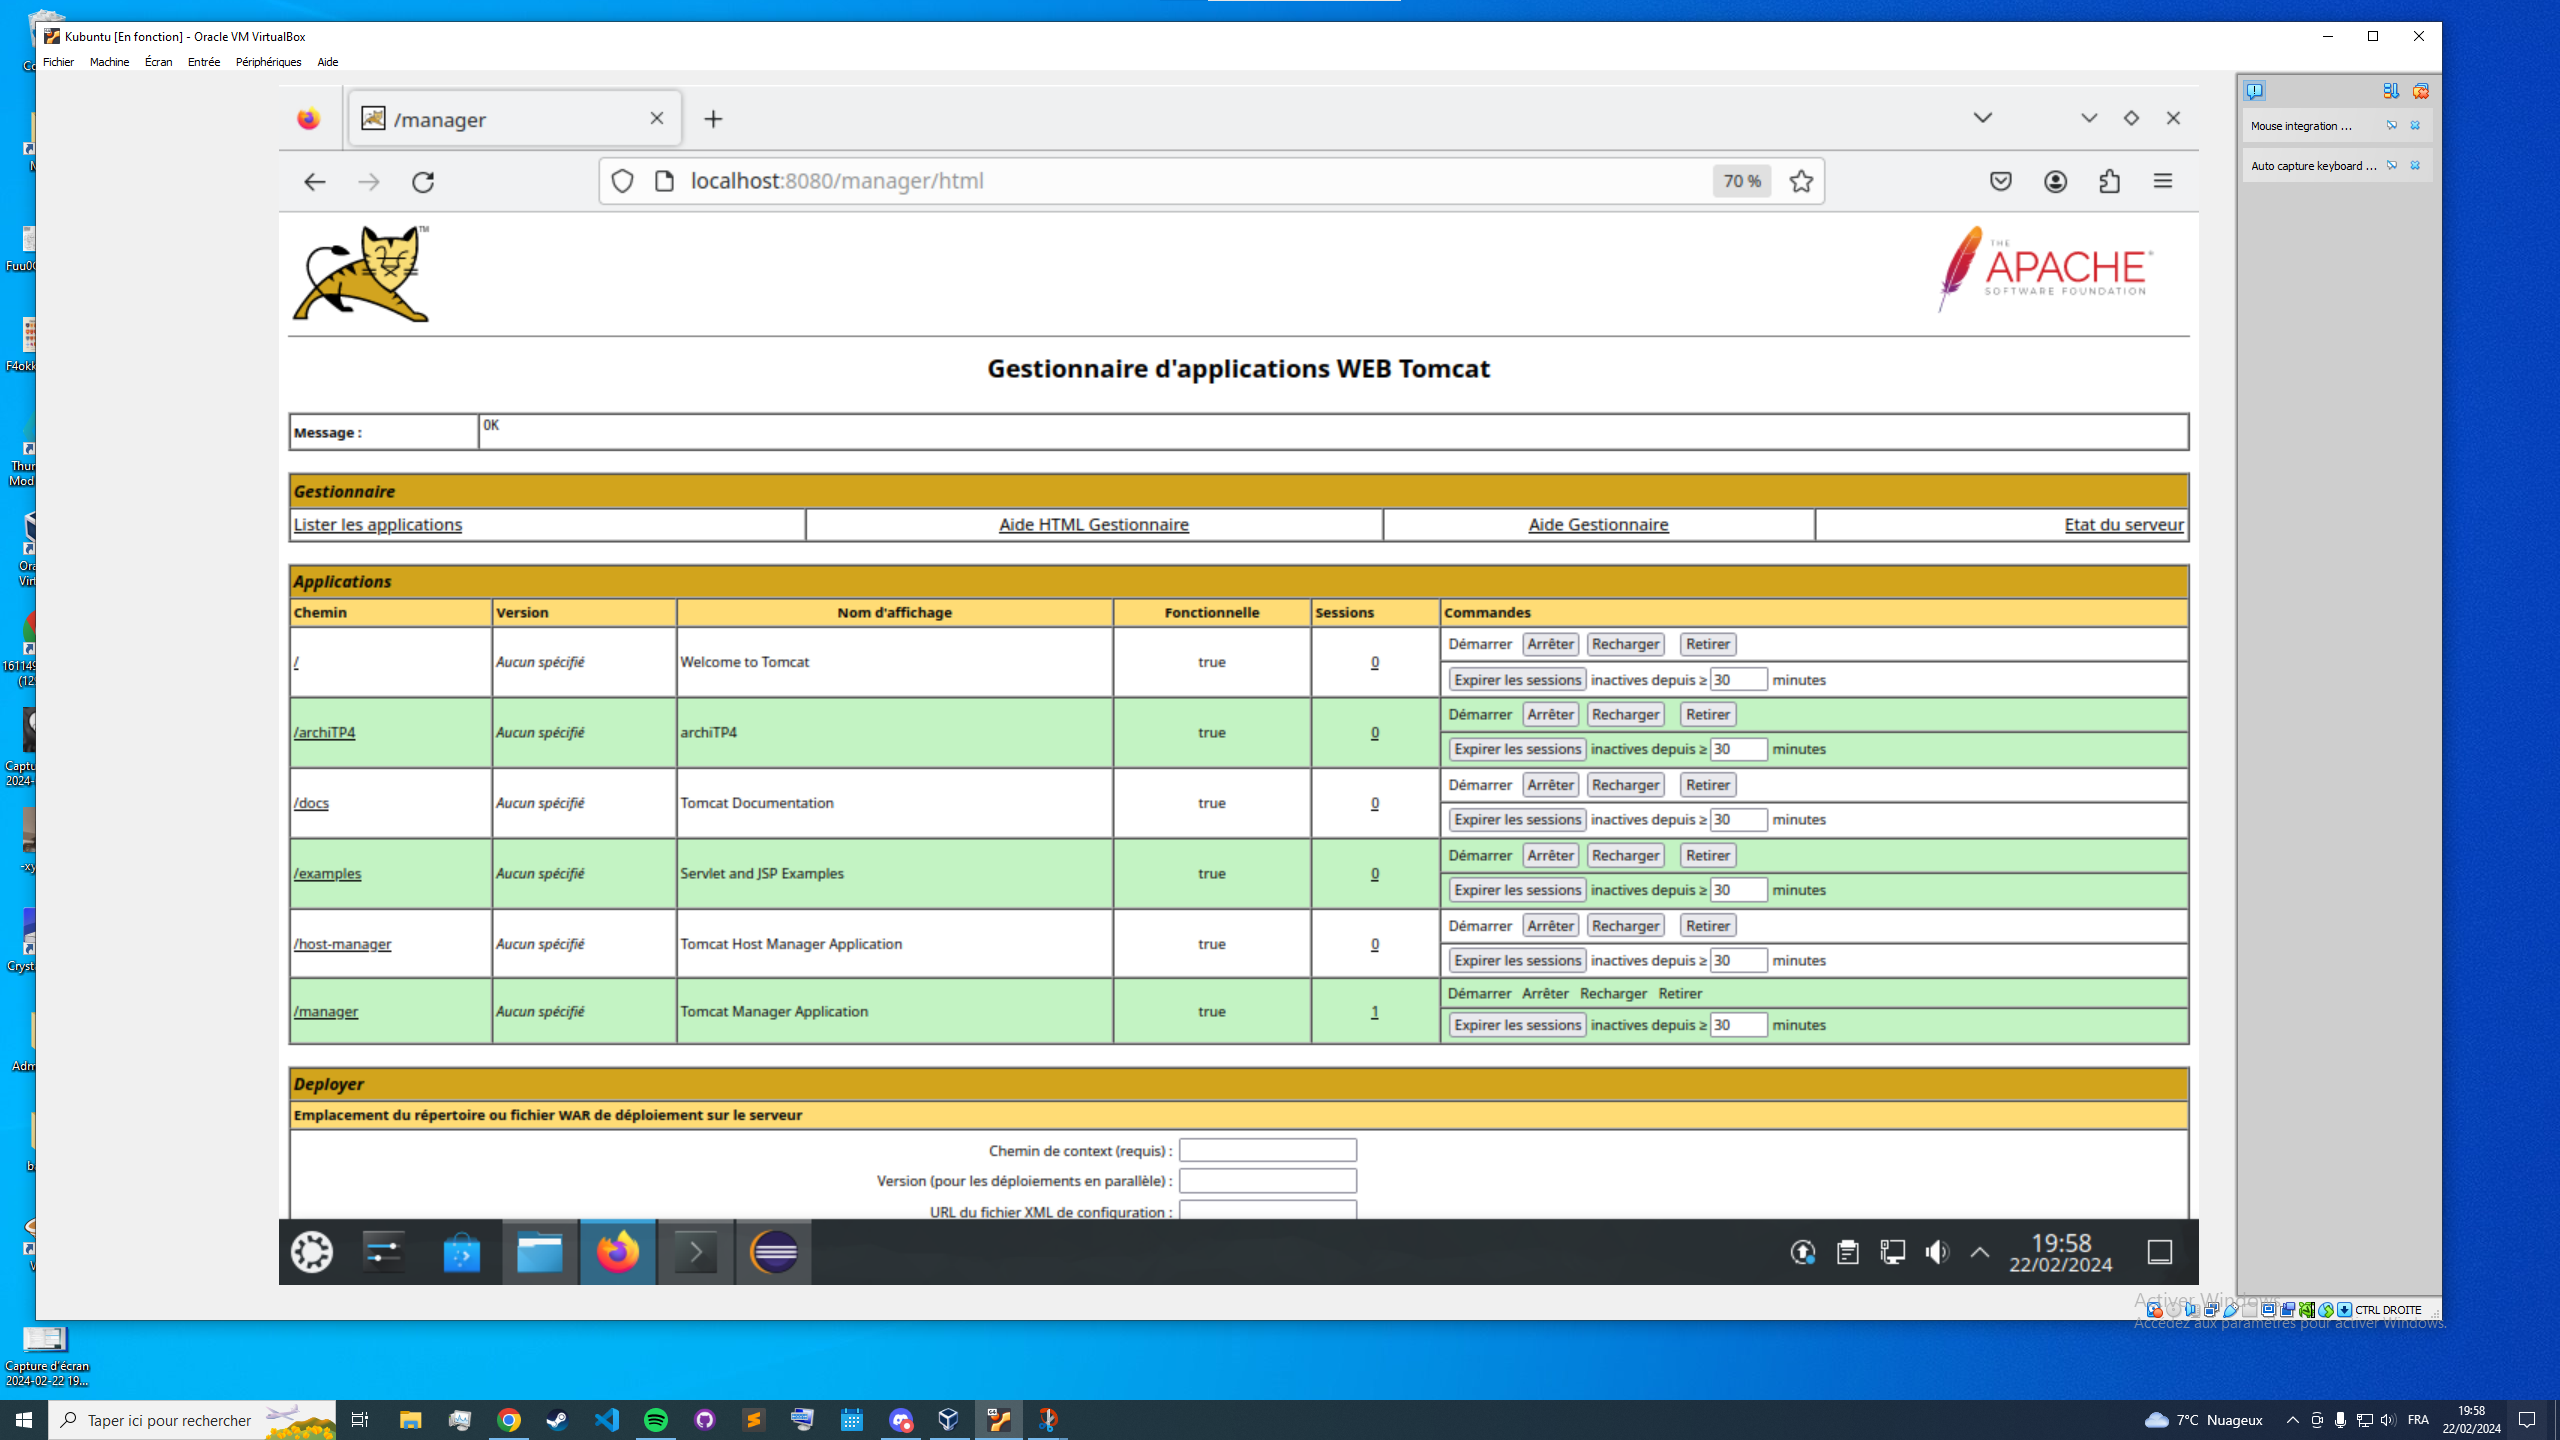 Kubuntu [En fonction] - Oracle VM VirtualBox
Fichier Machine Écran Entrée Périphériques Aide
/manager
localhost:8080/manager/html 70 %
Mouse integration ...
Auto capture keyboard ...
TM
THE
APACHE
SOFTWARE FOUNDATION
Gestionnaire d'applications WEB Tomcat
Message : OK
Gestionnaire
Lister les applications Aide HTML Gestionnaire Aide Gestionnaire Etat du serveur
Applications
Chemin Version Nom d'affichage Fonctionnelle Sessions Commandes
/ Aucun spécifié Welcome to Tomcat true 0 Démarrer Arrêter Recharger Retirer
Expirer les sessions inactives depuis ≥ 30 minutes
/archiTP4 Aucun spécifié archiTP4 true 0 Démarrer Arrêter Recharger Retirer
Expirer les sessions inactives depuis ≥ 30 minutes
/docs Aucun spécifié Tomcat Documentation true 0 Démarrer Arrêter Recharger Retirer
Expirer les sessions inactives depuis ≥ 30 minutes
/examples Aucun spécifié Servlet and JSP Examples true 0 Démarrer Arrêter Recharger Retirer
Expirer les sessions inactives depuis ≥ 30 minutes
/host-manager Aucun spécifié Tomcat Host Manager Application true 0 Démarrer Arrêter Recharger Retirer
Expirer les sessions inactives depuis ≥ 30 minutes
/manager Aucun spécifié Tomcat Manager Application true 1 Démarrer Arrêter Recharger Retirer
Expirer les sessions inactives depuis ≥ 30 minutes
Deployer
Emplacement du répertoire ou fichier WAR de déploiement sur le serveur
Chemin de context (requis) :
Version (pour les déploiements en parallèle) :
URL du fichier XML de configuration :
19:58
22/02/2024
CTRL DROITE
Activer Windows
Accédez aux paramètres pour activer Windows.
Capture d'écran
2024-02-22 19...
Taper ici pour rechercher
7°C Nuageux
FRA
19:58
22/02/2024